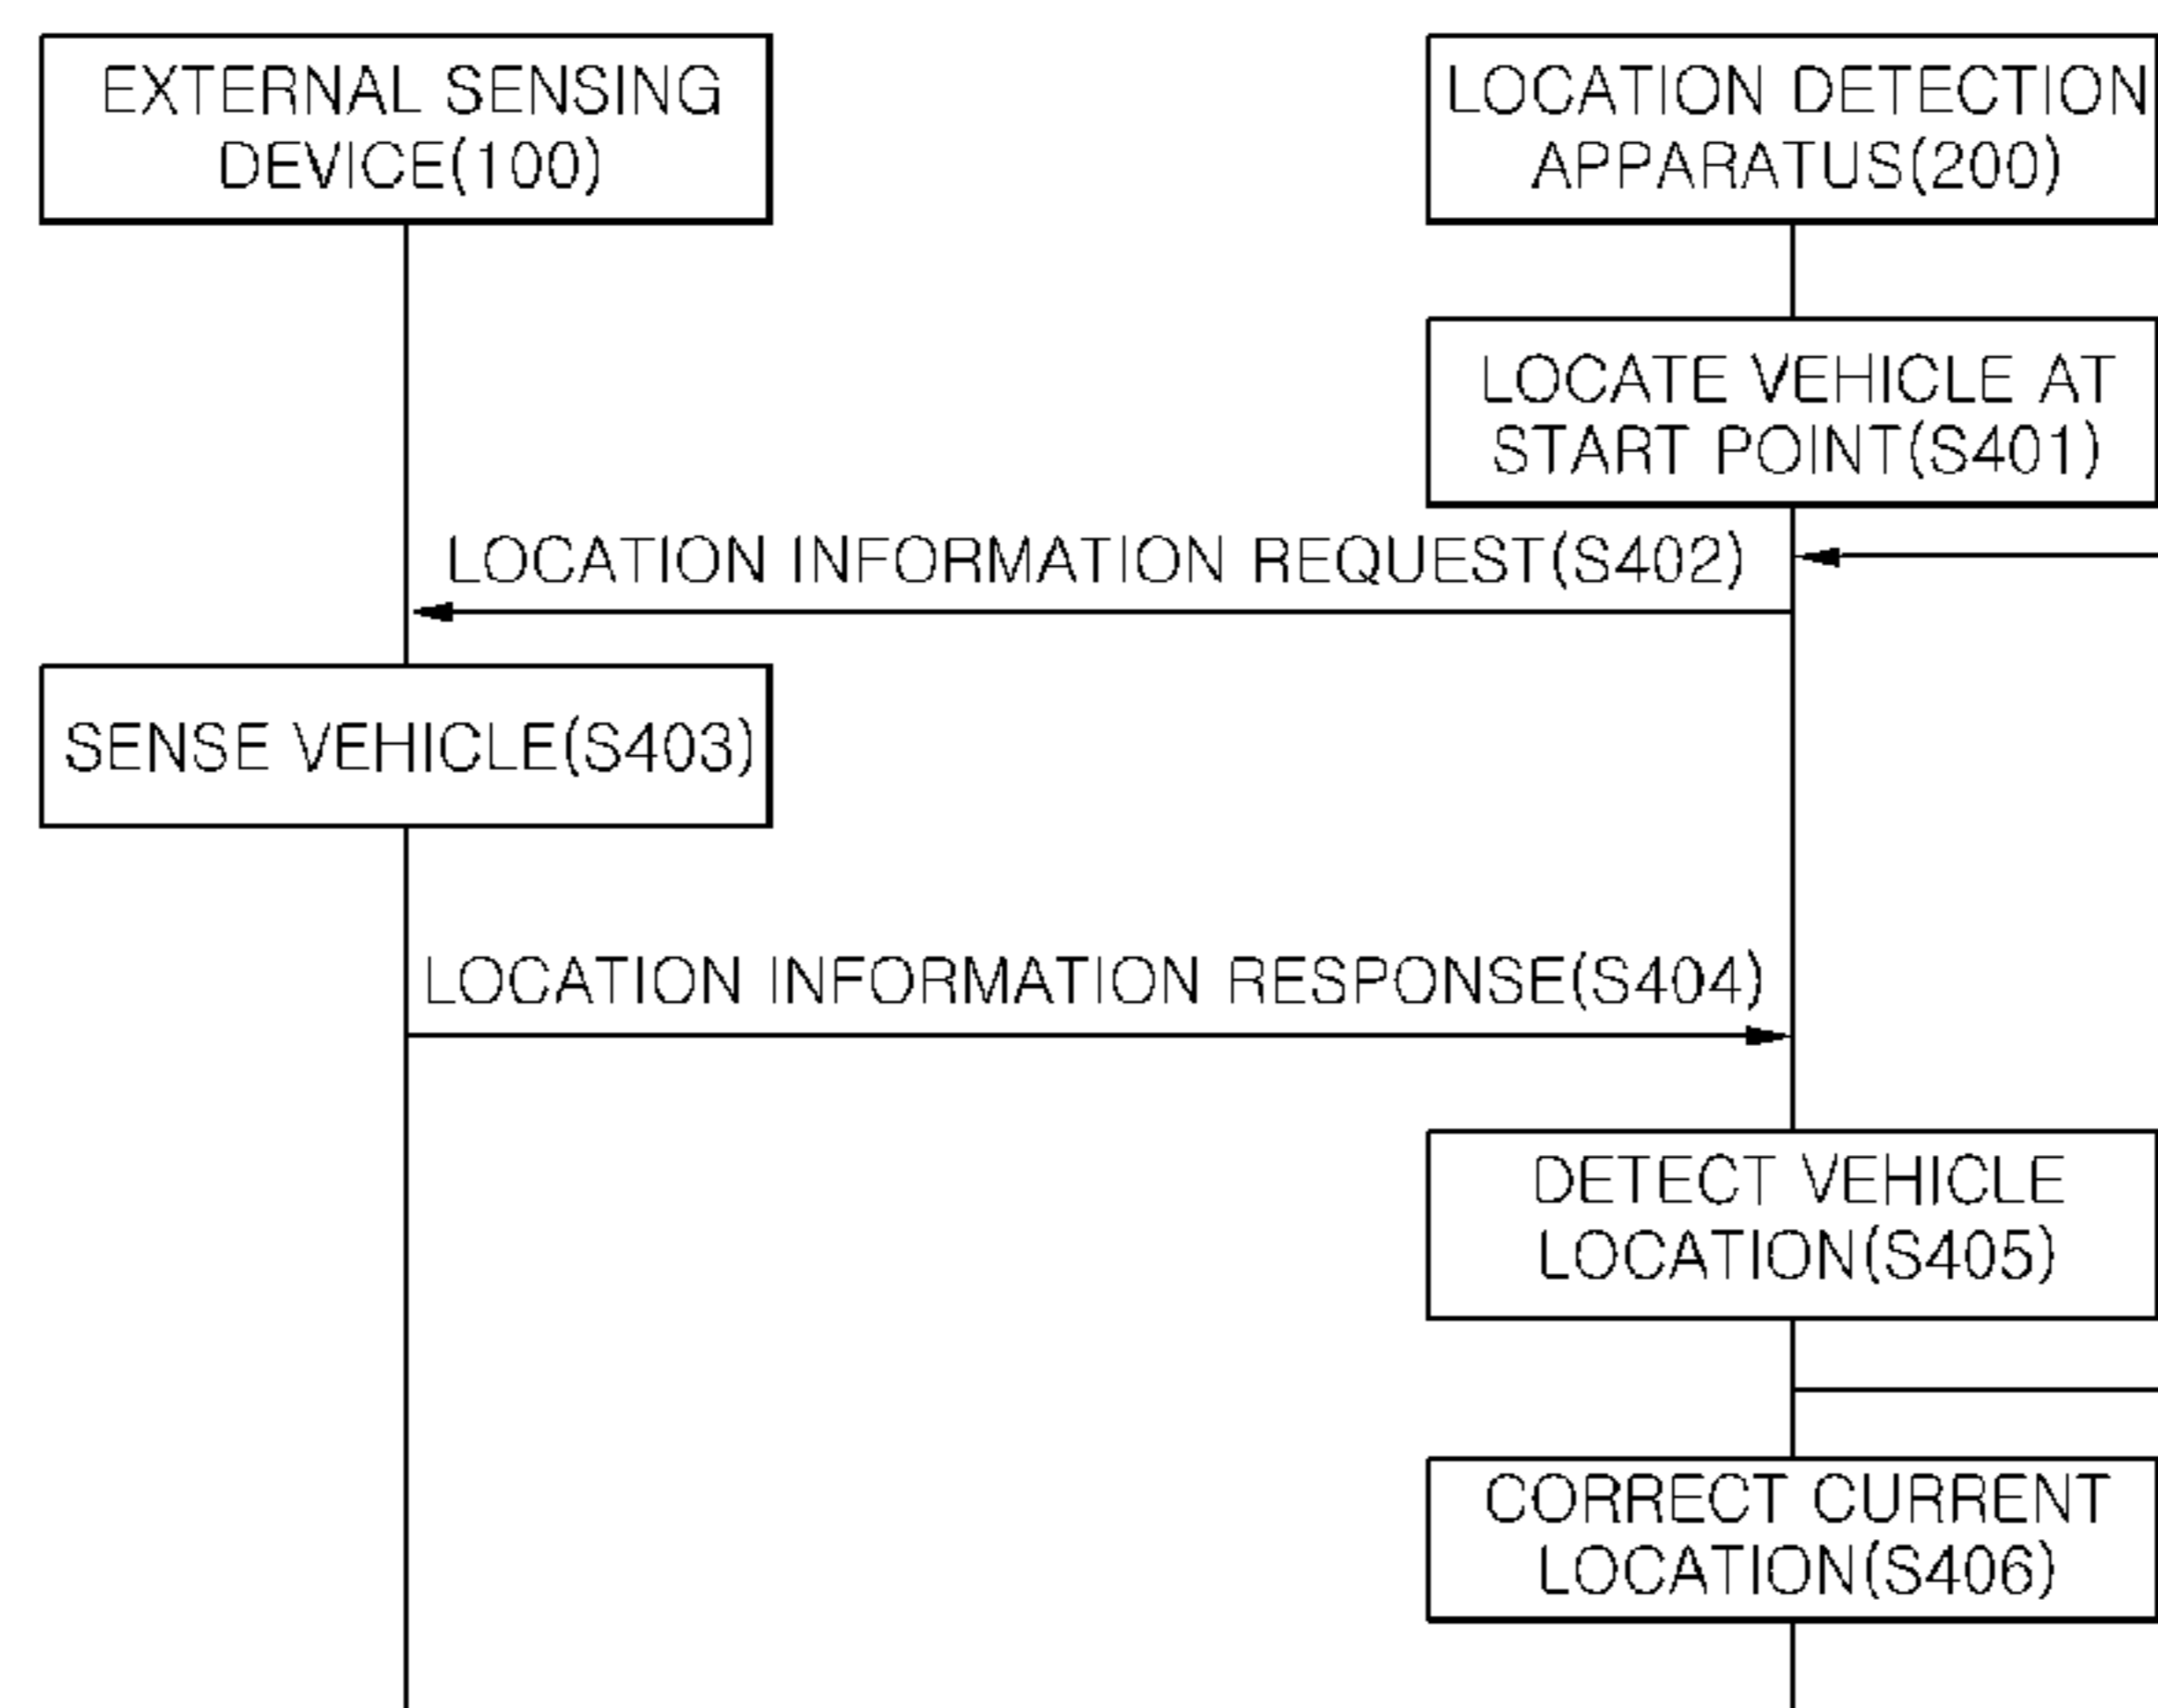 EXTERNAL SENSING
DEVICE(100)
LOCATION DETECTION
APPARATUS(200)
LOCATE VEHICLE AT
START POINT(S401)
LOCATION INFORMATION REQUEST(S402)
SENSE VEHICLE(S403)
LOCATION INFORMATION RESPONSE(S404)
DETECT VEHICLE
LOCATION(S405)
CORRECT CURRENT
LOCATION(S406)